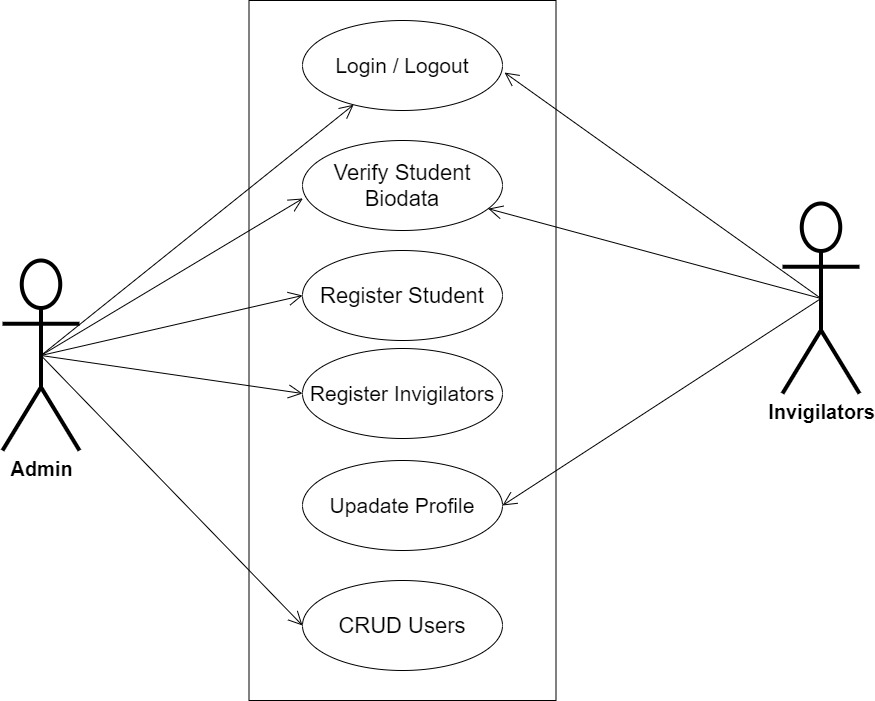 Login / Logout
Verify Student
Biodata
Register Student
Register Invigilators
Upadate Profile
CRUD Users
Admin
Invigilators